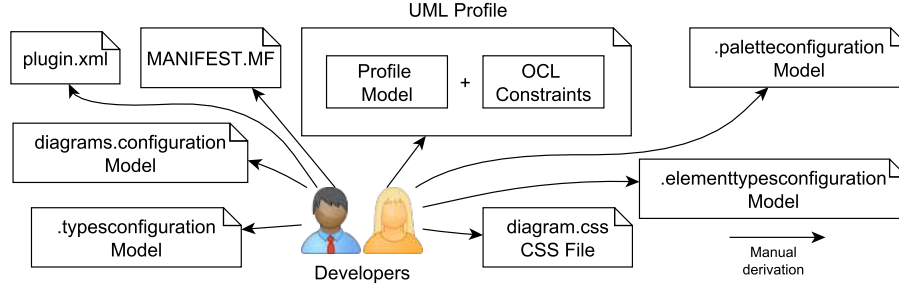 UML Profile
plugin.xml
MANIFEST.MF
Profile
Model
+
OCL
Constraints
.paletteconfiguration
Model
diagrams.configuration
Model
.elementtypesconfiguration
Model
.typesconfiguration
Model
diagram.css
CSS File
Developers
Manual
derivation